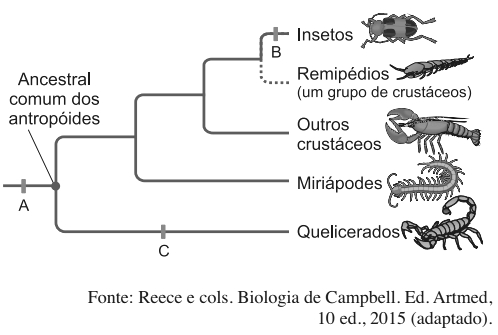 Insetos
B
Ancestral
comum dos
antropóides
Remipédios
(um grupo de crustáceos)
Outros
crustáceos
Miriápodes
A
Quelicerados
C
Fonte: Reece e cols. Biologia de Campbell. Ed. Artmed,
10 ed., 2015 (adaptado).